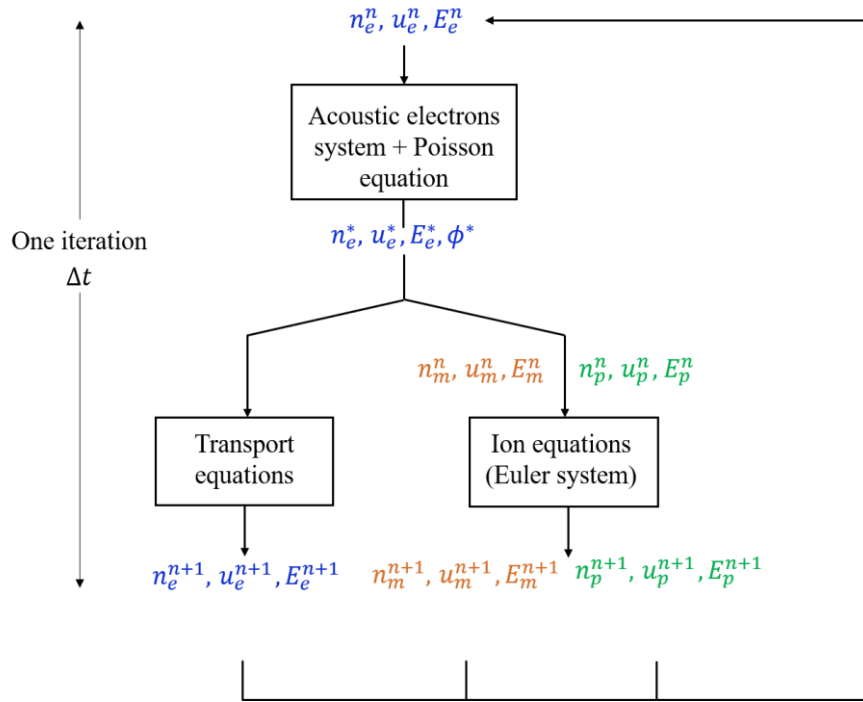 $n_e^n, u_e^n, E_e^n$
Acoustic electrons
system + Poisson
equation
$n_e^*, u_e^*, E_e^*, \phi^*$
One iteration
$\Delta t$
$n_m^n, u_m^n, E_m^n$ $n_p^n, u_p^n, E_p^n$
Transport
equations
Ion equations
(Euler system)
$n_e^{n+1}, u_e^{n+1}, E_e^{n+1}$ $n_m^{n+1}, u_m^{n+1}, E_m^{n+1}$ $n_p^{n+1}, u_p^{n+1}, E_p^{n+1}$